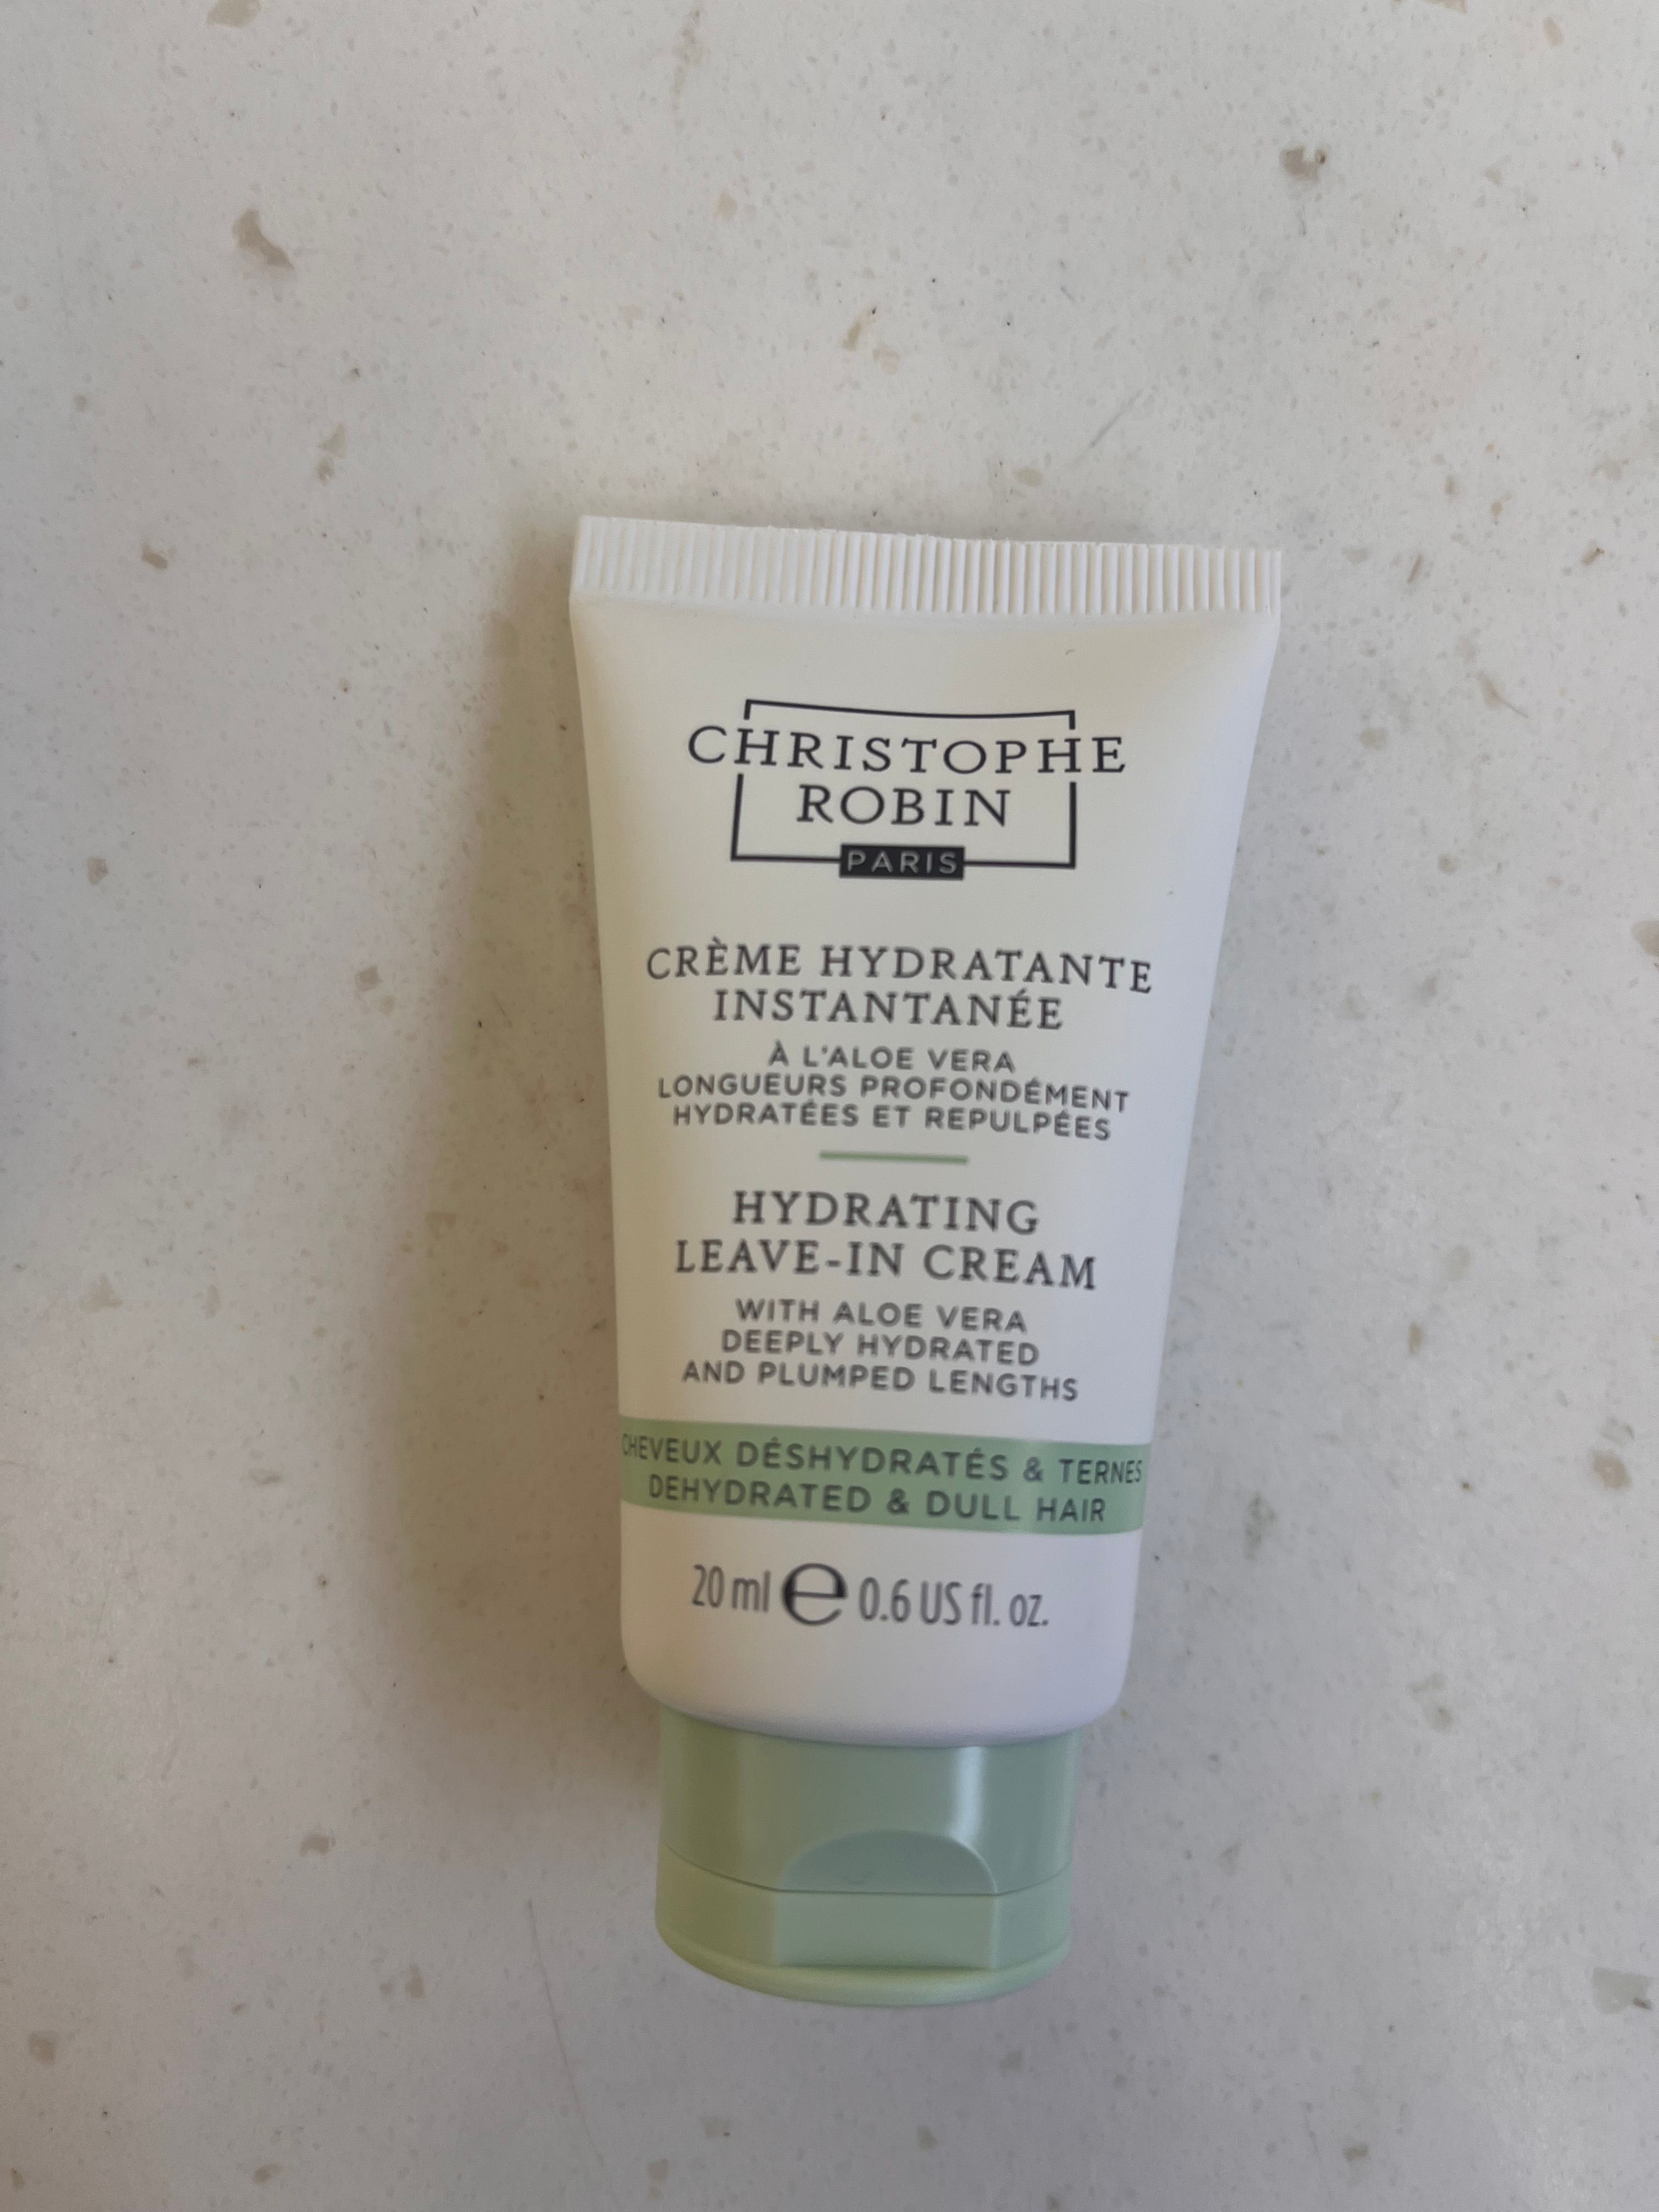 CHRISTOPHE
ROBIN
PARIS
CRÈME HYDRATANTE
INSTANTANÉE
À L'ALOE VERA
LONGUEURS PROFONDÉMENT
HYDRATÉES ET REPULPÉES
HYDRATING
LEAVE-IN CREAM
WITH ALOE VERA
DEEPLY HYDRATED
AND PLUMPED LENGTHS
CHEVEUX DÉSHYDRATÉS & TERNES
DEHYDRATED & DULL HAIR
20 ml e 0.6 US fl. oz.